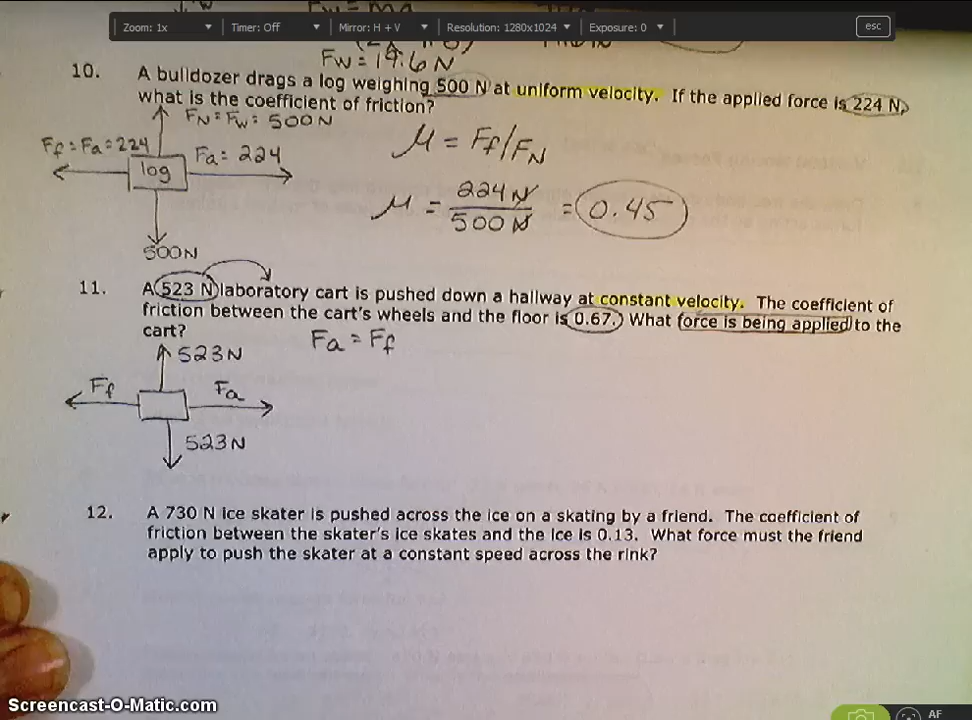 Zoom: 1x Timer: Off Mirror: H + V Resolution: 1280x1024 Exposure: 0 esc
FW = 19.6 N
10. A bulldozer drags a log weighing 500 N at uniform velocity. If the applied force is 224 N,
what is the coefficient of friction?
FN = FW = 500 N
Ff = Fa = 224
Fa = 224
log
500N
μ = Ff/FN
μ = 224 N / 500 N = 0.45
11. A 523 N laboratory cart is pushed down a hallway at constant velocity. The coefficient of
friction between the cart's wheels and the floor is 0.67. What force is being applied to the
cart?
Fa = Ff
523N
Ff
Fa
523N
12. A 730 N ice skater is pushed across the ice on a skating by a friend. The coefficient of
friction between the skater's ice skates and the ice is 0.13. What force must the friend
apply to push the skater at a constant speed across the rink?
Screencast-O-Matic.com
AF